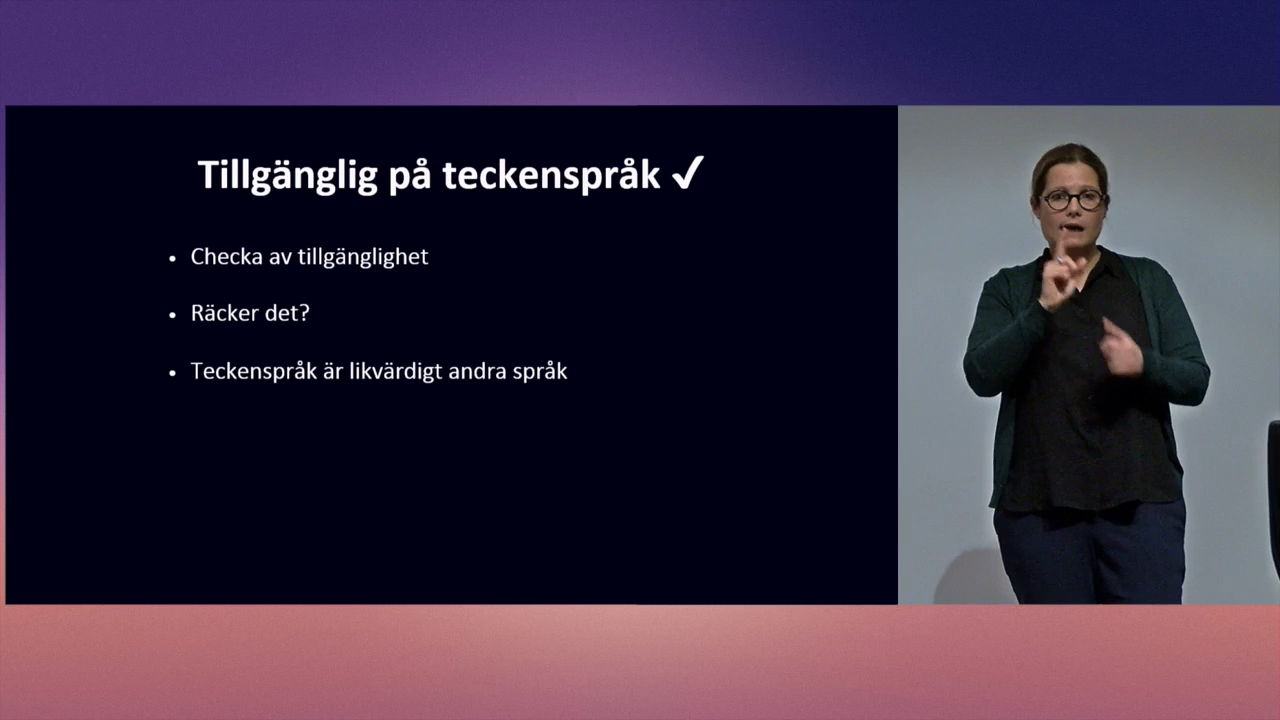 Tillgänglig på teckenspråk ✓
• Checka av tillgänglighet
• Räcker det?
• Teckenspråk är likvärdigt andra språk